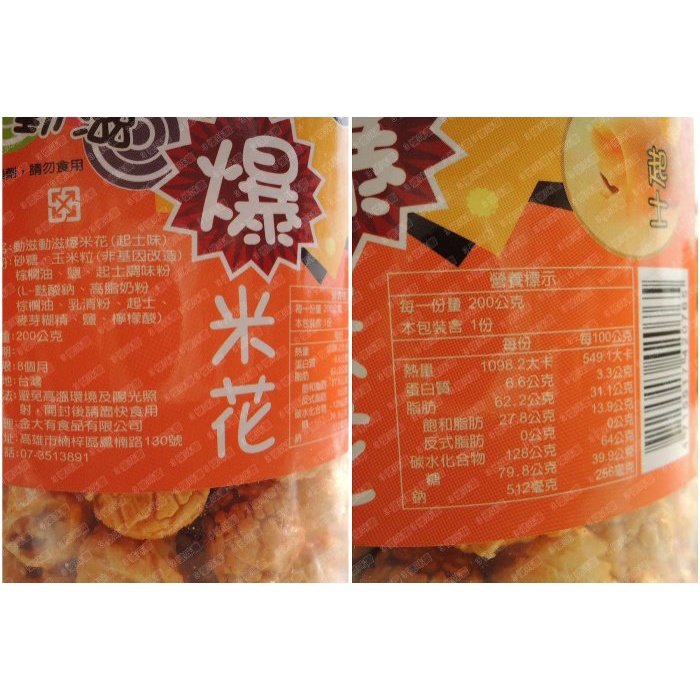 請勿食用
爆
米花
動滋動滋爆米花(起士味)
砂糖、玉米粒(非基因改造)
棕櫚油、鹽、起士調味粉
(L-麩酸鈉、高脂奶粉、
棕櫚油、乳清粉、起士、
麥芽糊精、鹽、檸檬酸)
量:200公克
期:
限:8個月
地:台灣
法:避免高溫環境及陽光照
射,開封後請盡快食用
金大有食品有限公司
址:高雄市楠梓區鳳楠路130號
話:07-3513891
營養標示
每一份量 200公克
本包裝含 1份
每份 每100公克
熱量 1098.2大卡 549.1大卡
蛋白質 6.6公克 3.3公克
脂肪 62.2公克 31.1公克
飽和脂肪 27.8公克 13.9公克
反式脂肪 0公克 0公克
碳水化合物 128公克 64公克
糖 79.8公克 39.9公克
鈉 512毫克 256毫克